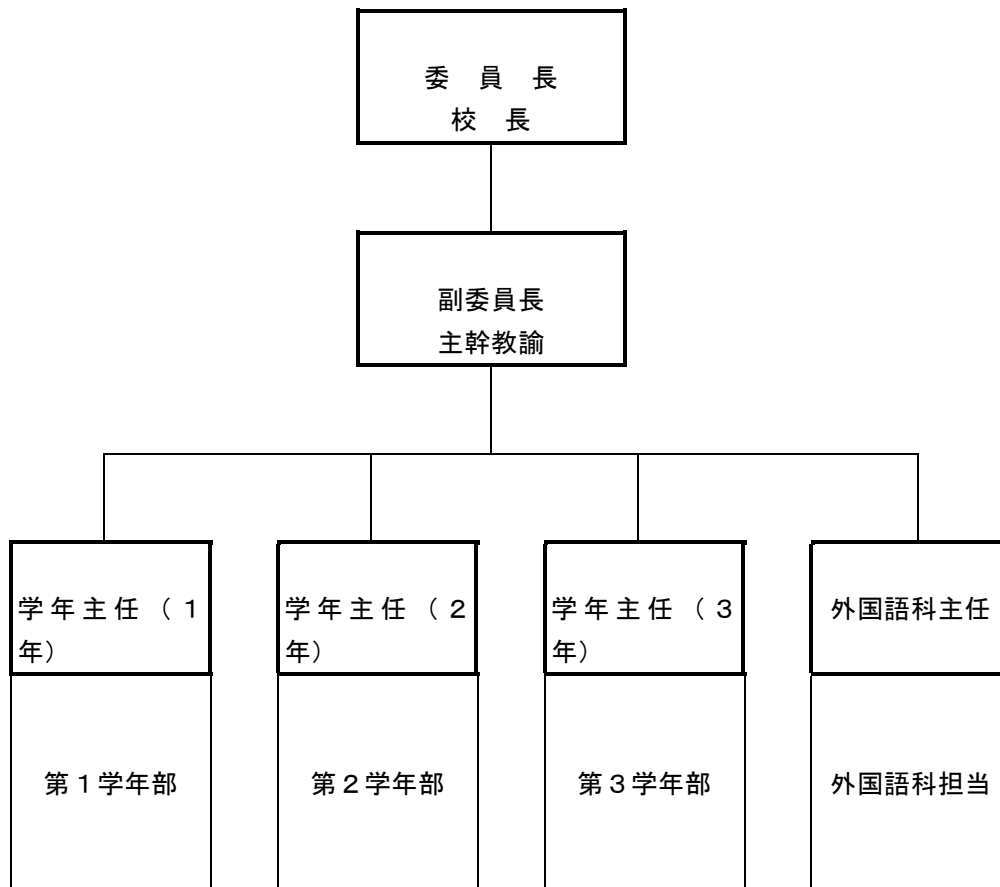 委　員　長
校　長
副委員長
主幹教諭
学年主任（１
年）
学年主任（２
年）
学年主任（３
年）
外国語科主任
第１学年部
第２学年部
第３学年部
外国語科担当